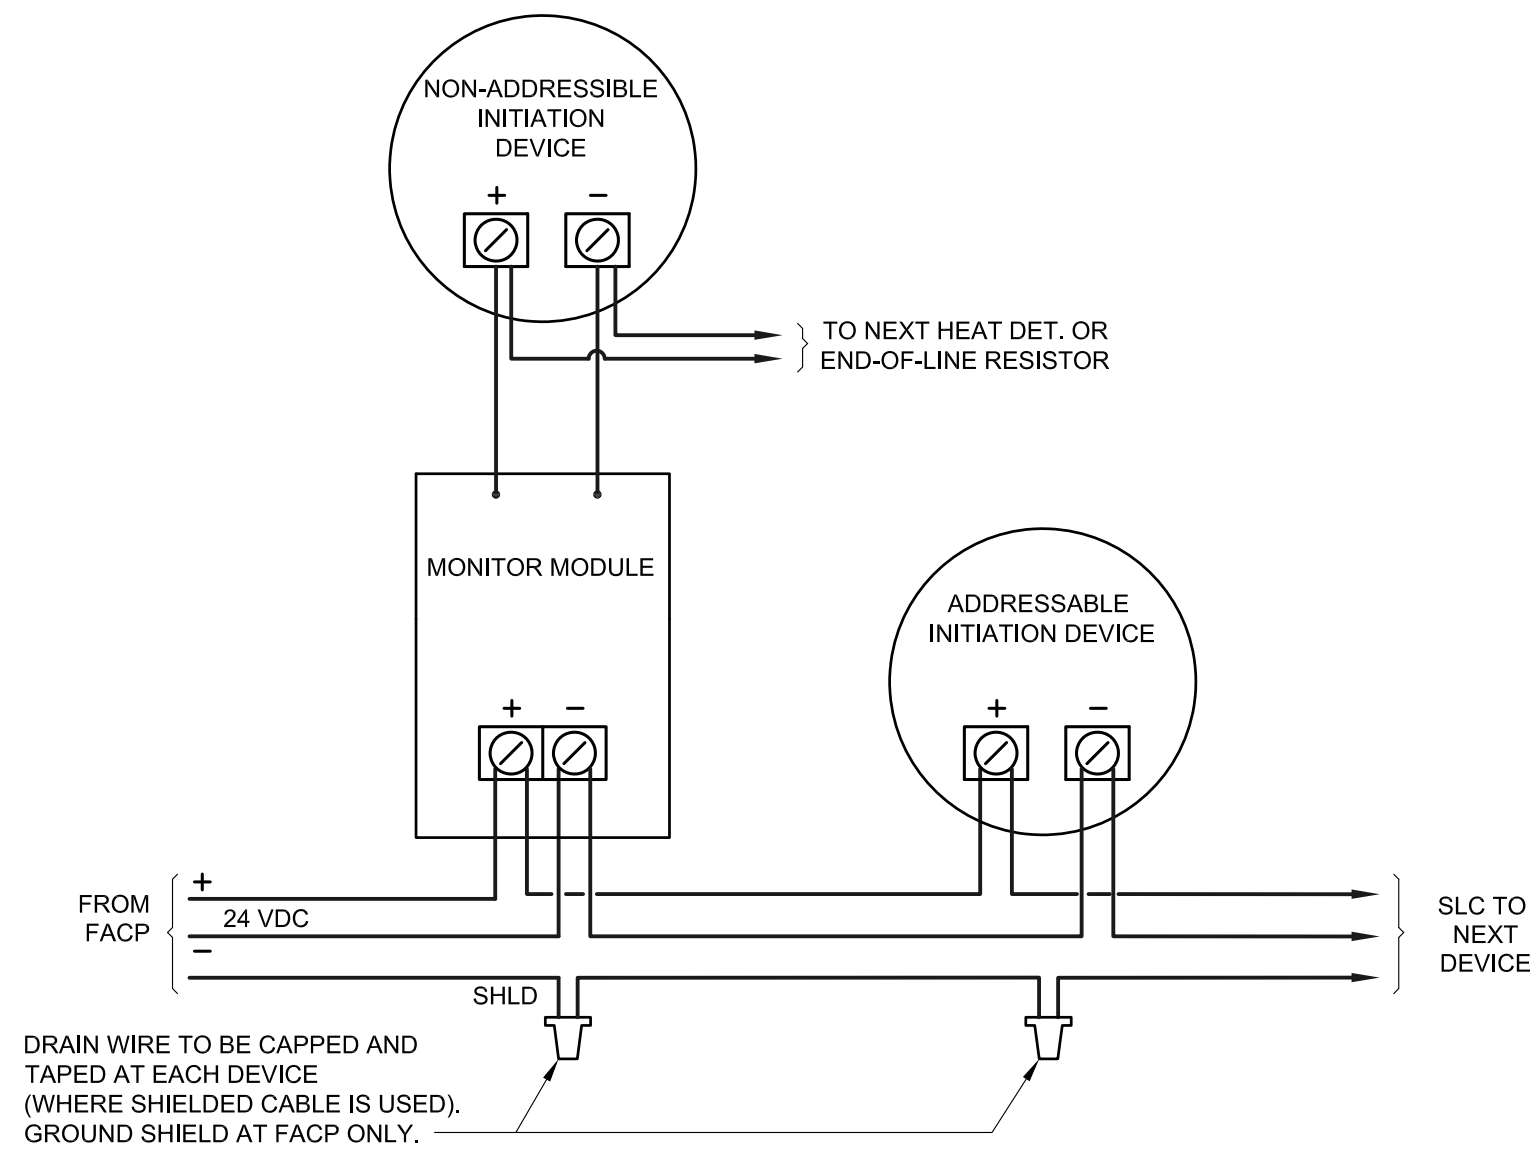 NON-ADDRESSIBLE
INITIATION
DEVICE
+ −
TO NEXT HEAT DET. OR
END-OF-LINE RESISTOR
MONITOR MODULE
+ −
ADDRESSABLE
INITIATION DEVICE
+ −
FROM
FACP
+
24 VDC
−
SHLD
SLC TO
NEXT
DEVICE
DRAIN WIRE TO BE CAPPED AND
TAPED AT EACH DEVICE
(WHERE SHIELDED CABLE IS USED).
GROUND SHIELD AT FACP ONLY.